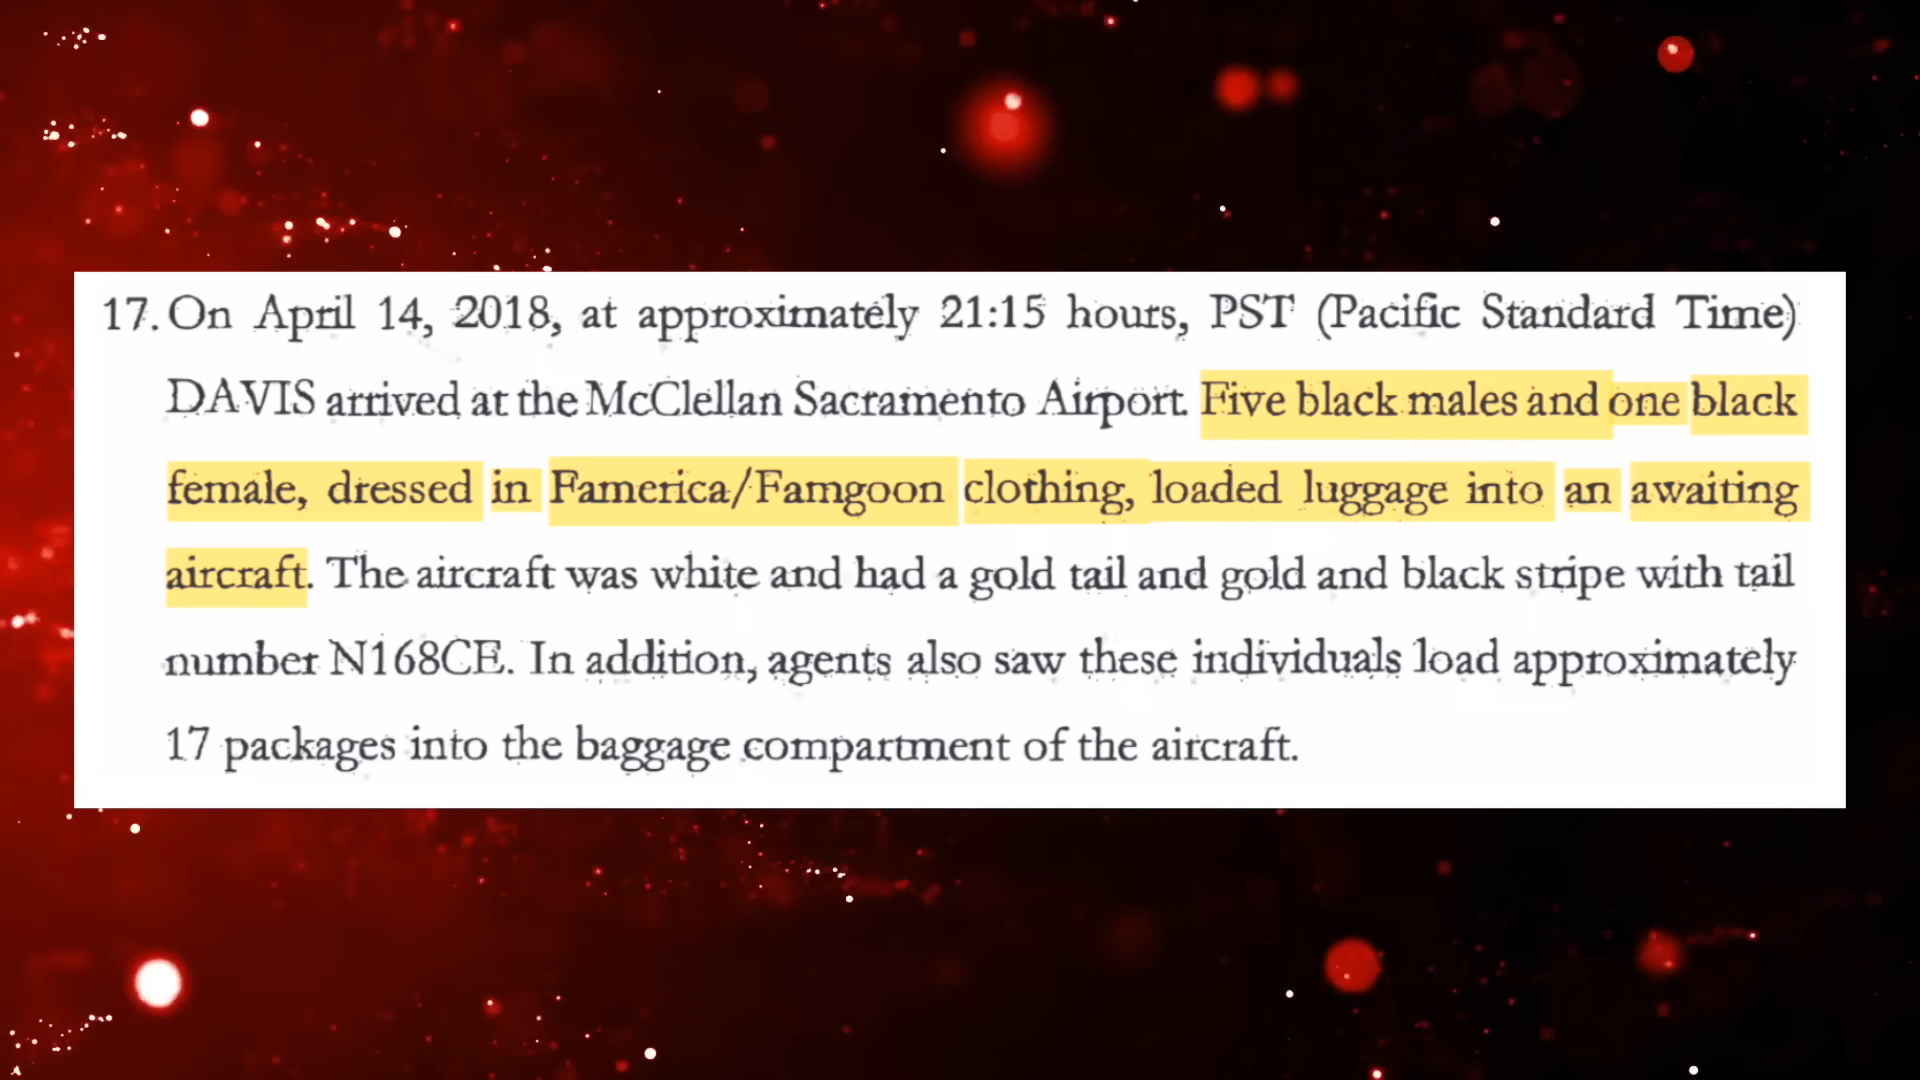 17. On April 14, 2018, at approximately 21:15 hours, PST (Pacific Standard Time)
DAVIS arrived at the McClellan Sacramento Airport. Five black males and one black
female, dressed in Famerica/Famgoon clothing, loaded luggage into an awaiting
aircraft. The aircraft was white and had a gold tail and gold and black stripe with tail
number N168CE. In addition, agents also saw these individuals load approximately
17 packages into the baggage compartment of the aircraft.